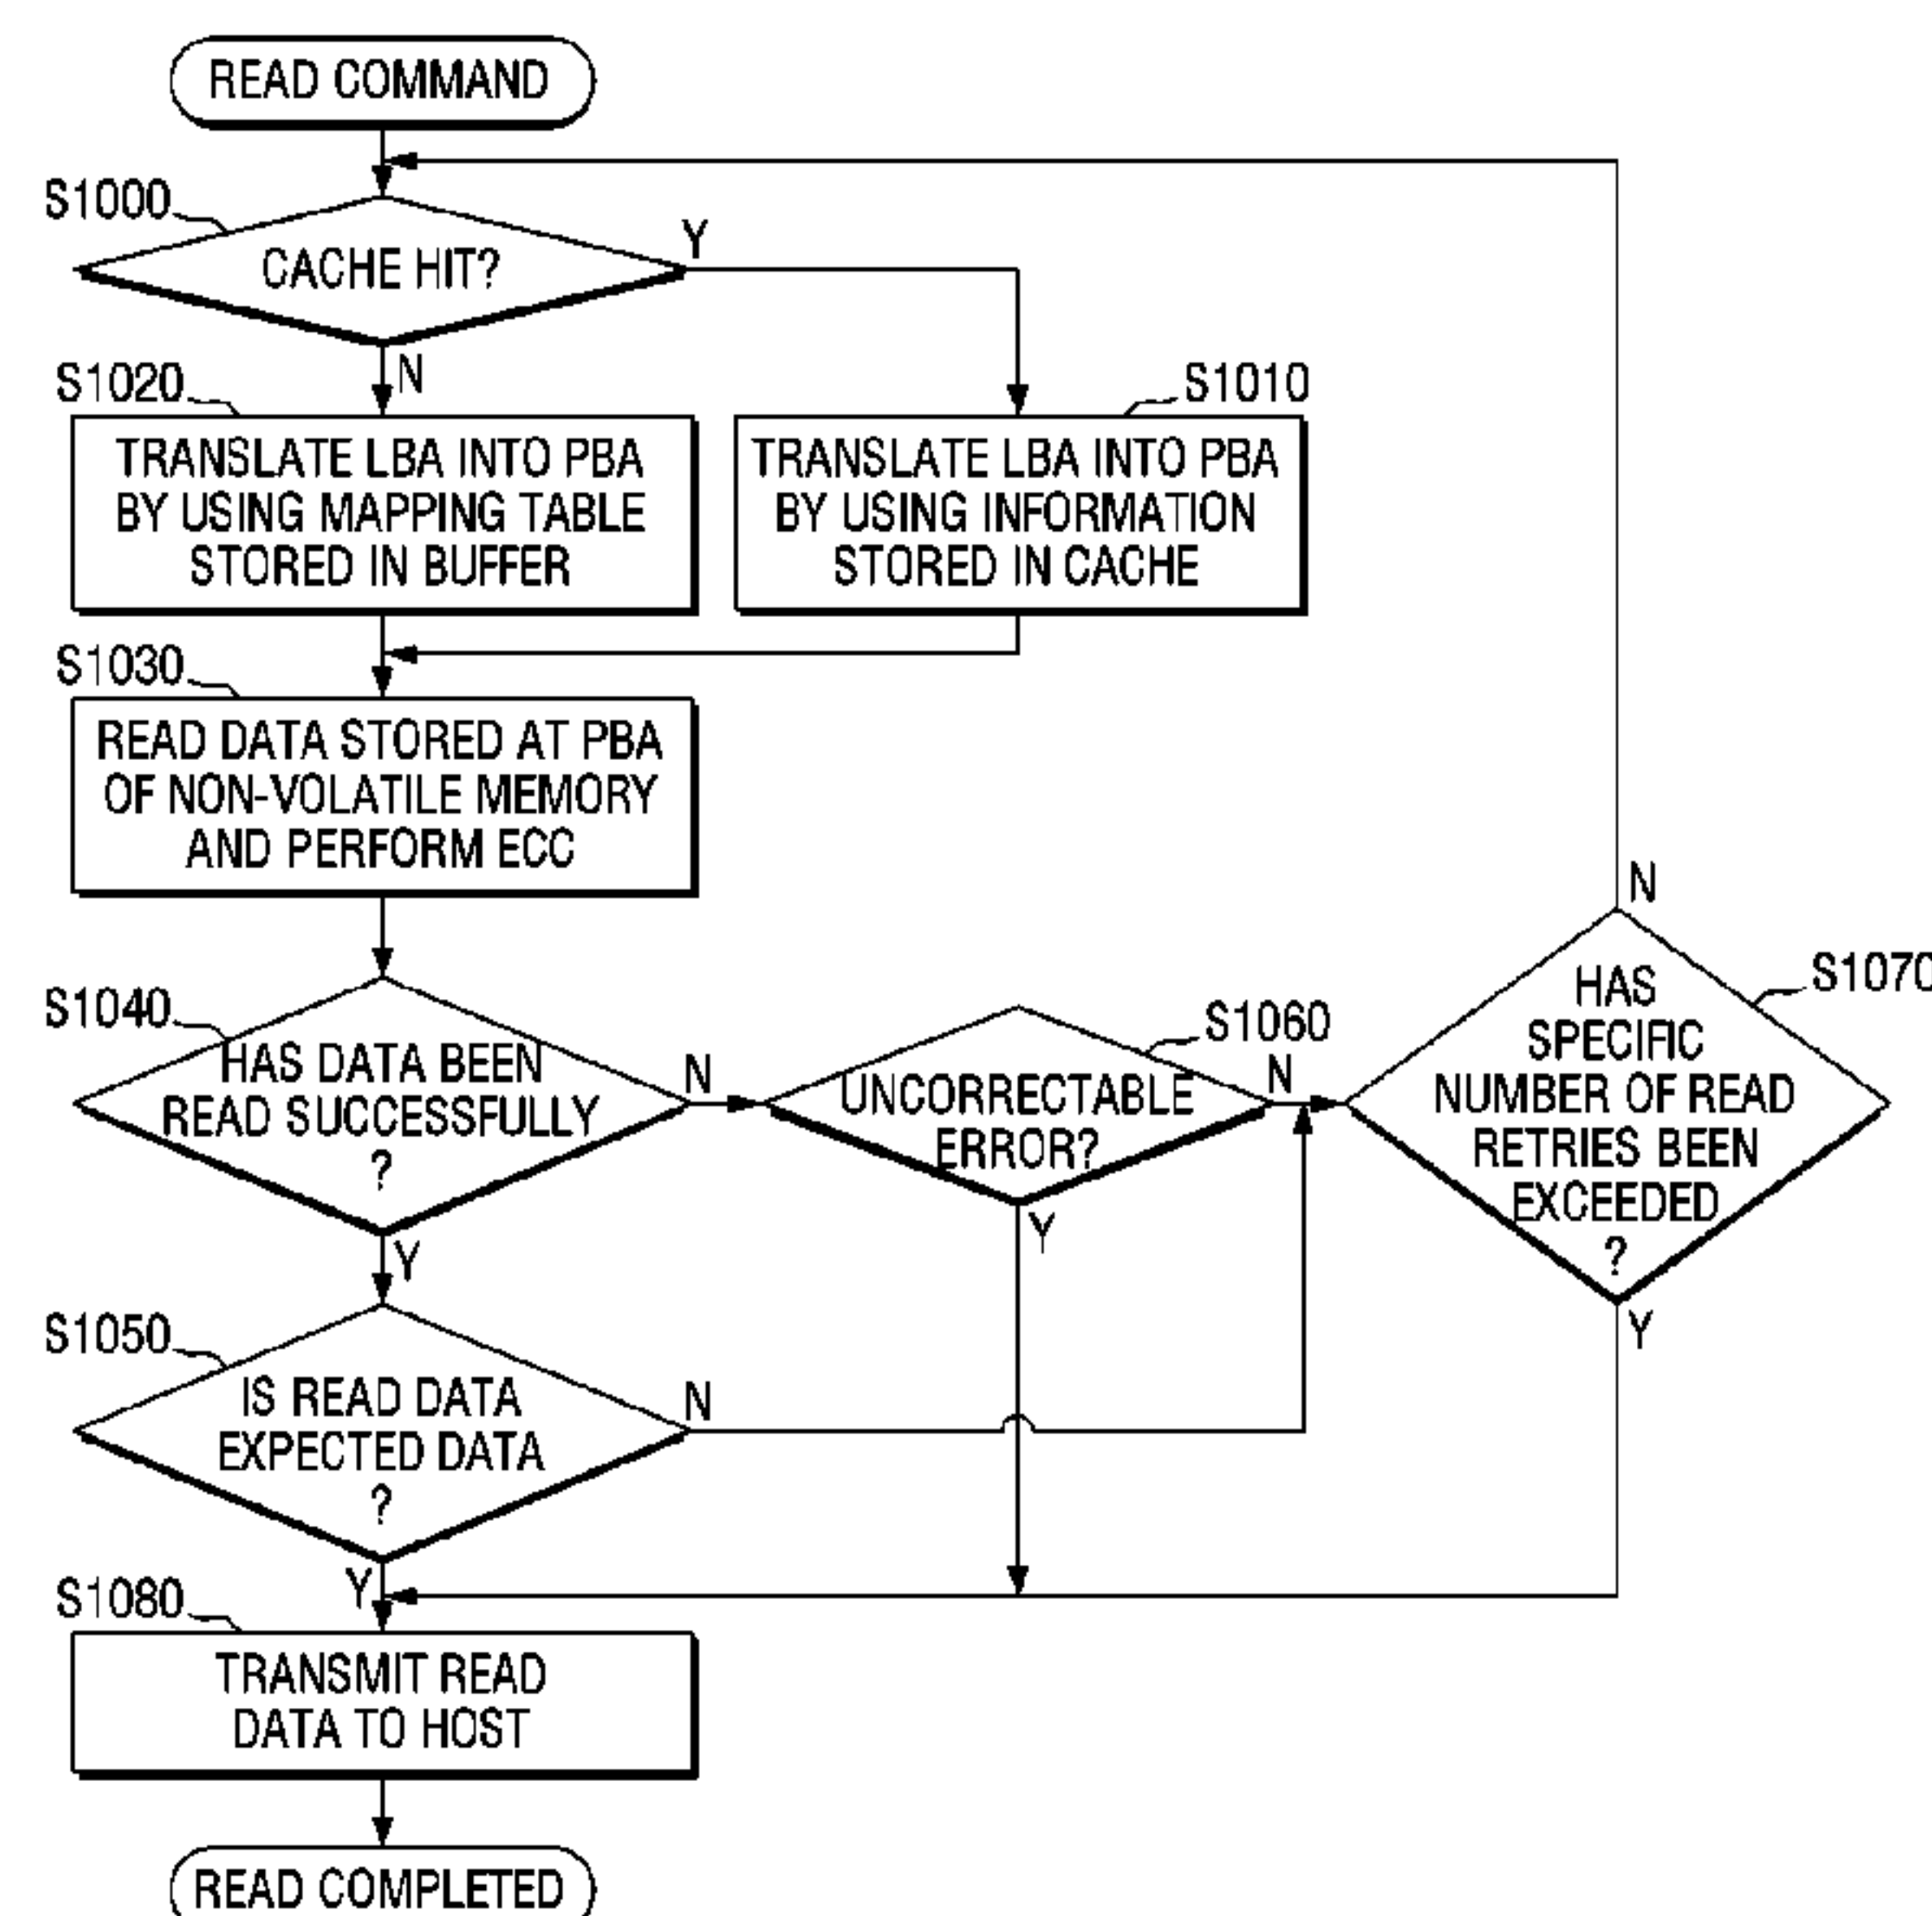 READ COMMAND
S1000
CACHE HIT?
Y
N
S1020
TRANSLATE LBA INTO PBA
BY USING MAPPING TABLE
STORED IN BUFFER
S1010
TRANSLATE LBA INTO PBA
BY USING INFORMATION
STORED IN CACHE
S1030
READ DATA STORED AT PBA
OF NON-VOLATILE MEMORY
AND PERFORM ECC
S1040
HAS DATA BEEN
READ SUCCESSFULLY
?
N
Y
S1060
UNCORRECTABLE
ERROR?
N
Y
S1070
HAS
SPECIFIC
NUMBER OF READ
RETRIES BEEN
EXCEEDED
?
N
Y
S1050
IS READ DATA
EXPECTED DATA
?
N
Y
S1080
TRANSMIT READ
DATA TO HOST
READ COMPLETED